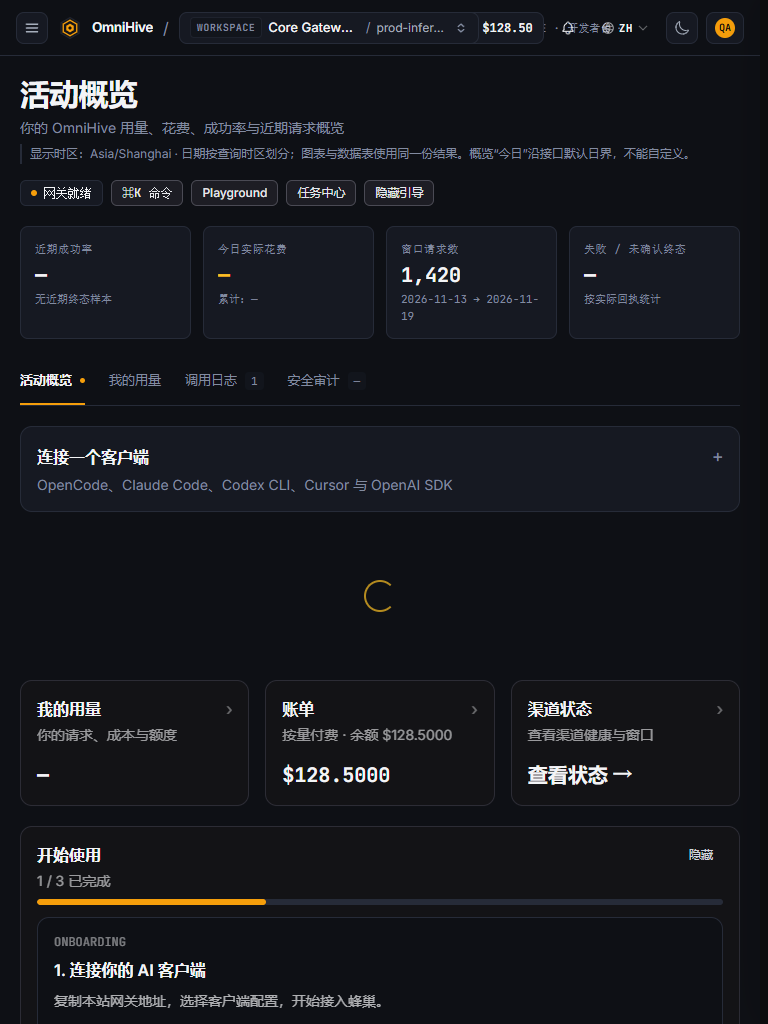 OmniHive / WORKSPACE Core Gatew... / prod-infer... $128.50 开发者 ZH QA
活动概览
你的 OmniHive 用量、花费、成功率与近期请求概览
显示时区：Asia/Shanghai · 日期按查询时区划分；图表与数据表使用同一份结果。概览“今日”沿接口默认日界，不能自定义。
网关就绪 ⌘K 命令 Playground 任务中心 隐藏引导
近期成功率
—
无近期终态样本
今日实际花费
—
累计: —
窗口请求数
1,420
2026-11-13 → 2026-11-
19
失败 / 未确认终态
—
按实际回执统计
活动概览 我的用量 调用日志 1 安全审计 —
连接一个客户端 +
OpenCode、Claude Code、Codex CLI、Cursor 与 OpenAI SDK
我的用量
你的请求、成本与额度
—
账单
按量付费 · 余额 $128.5000
$128.5000
渠道状态
查看渠道健康与窗口
查看状态 →
开始使用 隐藏
1 / 3 已完成
ONBOARDING
1. 连接你的 AI 客户端
复制本站网关地址，选择客户端配置，开始接入蜂巢。